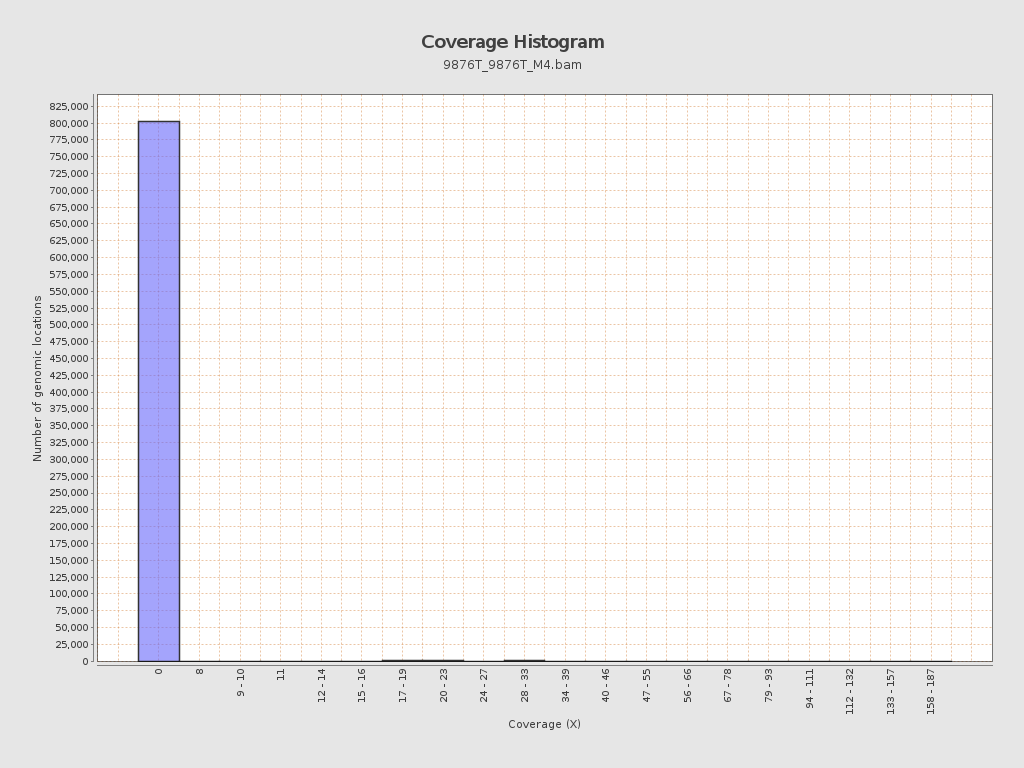 Coverage Histogram
9876T_9876T_M4.bam
Number of genomic locations
825,000
800,000
775,000
750,000
725,000
700,000
675,000
650,000
625,000
600,000
575,000
550,000
525,000
500,000
475,000
450,000
425,000
400,000
375,000
350,000
325,000
300,000
275,000
250,000
225,000
200,000
175,000
150,000
125,000
100,000
75,000
50,000
25,000
0
0
8
9 - 10
11
12 - 14
15 - 16
17 - 19
20 - 23
24 - 27
28 - 33
34 - 39
40 - 46
47 - 55
56 - 66
67 - 78
79 - 93
94 - 111
112 - 132
133 - 157
158 - 187
Coverage (X)